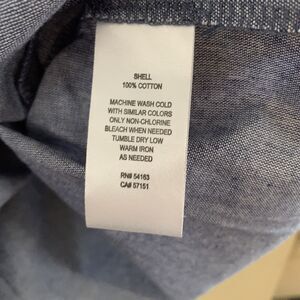 SHELL
100% COTTON
MACHINE WASH COLD
WITH SIMILAR COLORS
ONLY NON-CHLORINE
BLEACH WHEN NEEDED
TUMBLE DRY LOW
WARM IRON
AS NEEDED
RN# 54163
CA# 57151